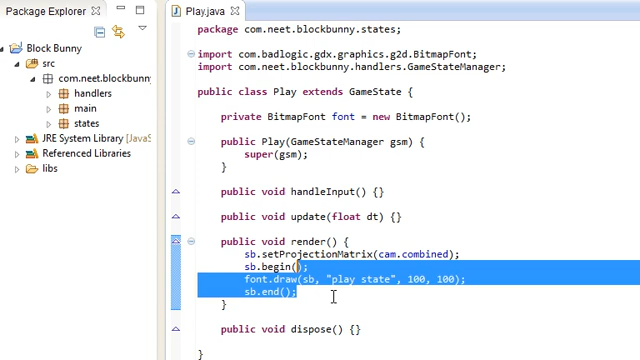 Package Explorer
Block Bunny
src
com.neet.blockbunny
handlers
main
states
JRE System Library [JavaS
Referenced Libraries
libs
Play.java
package com.neet.blockbunny.states;
import com.badlogic.gdx.graphics.g2d.BitmapFont;
import com.neet.blockbunny.handlers.GameStateManager;
public class Play extends GameState {
private BitmapFont font = new BitmapFont();
public Play(GameStateManager gsm) {
super(gsm);
}
public void handleInput() {}
public void update(float dt) {}
public void render() {
sb.setProjectionMatrix(cam.combined);
sb.begin();
font.draw(sb, "play state", 100, 100);
sb.end();
}
public void dispose() {}
}